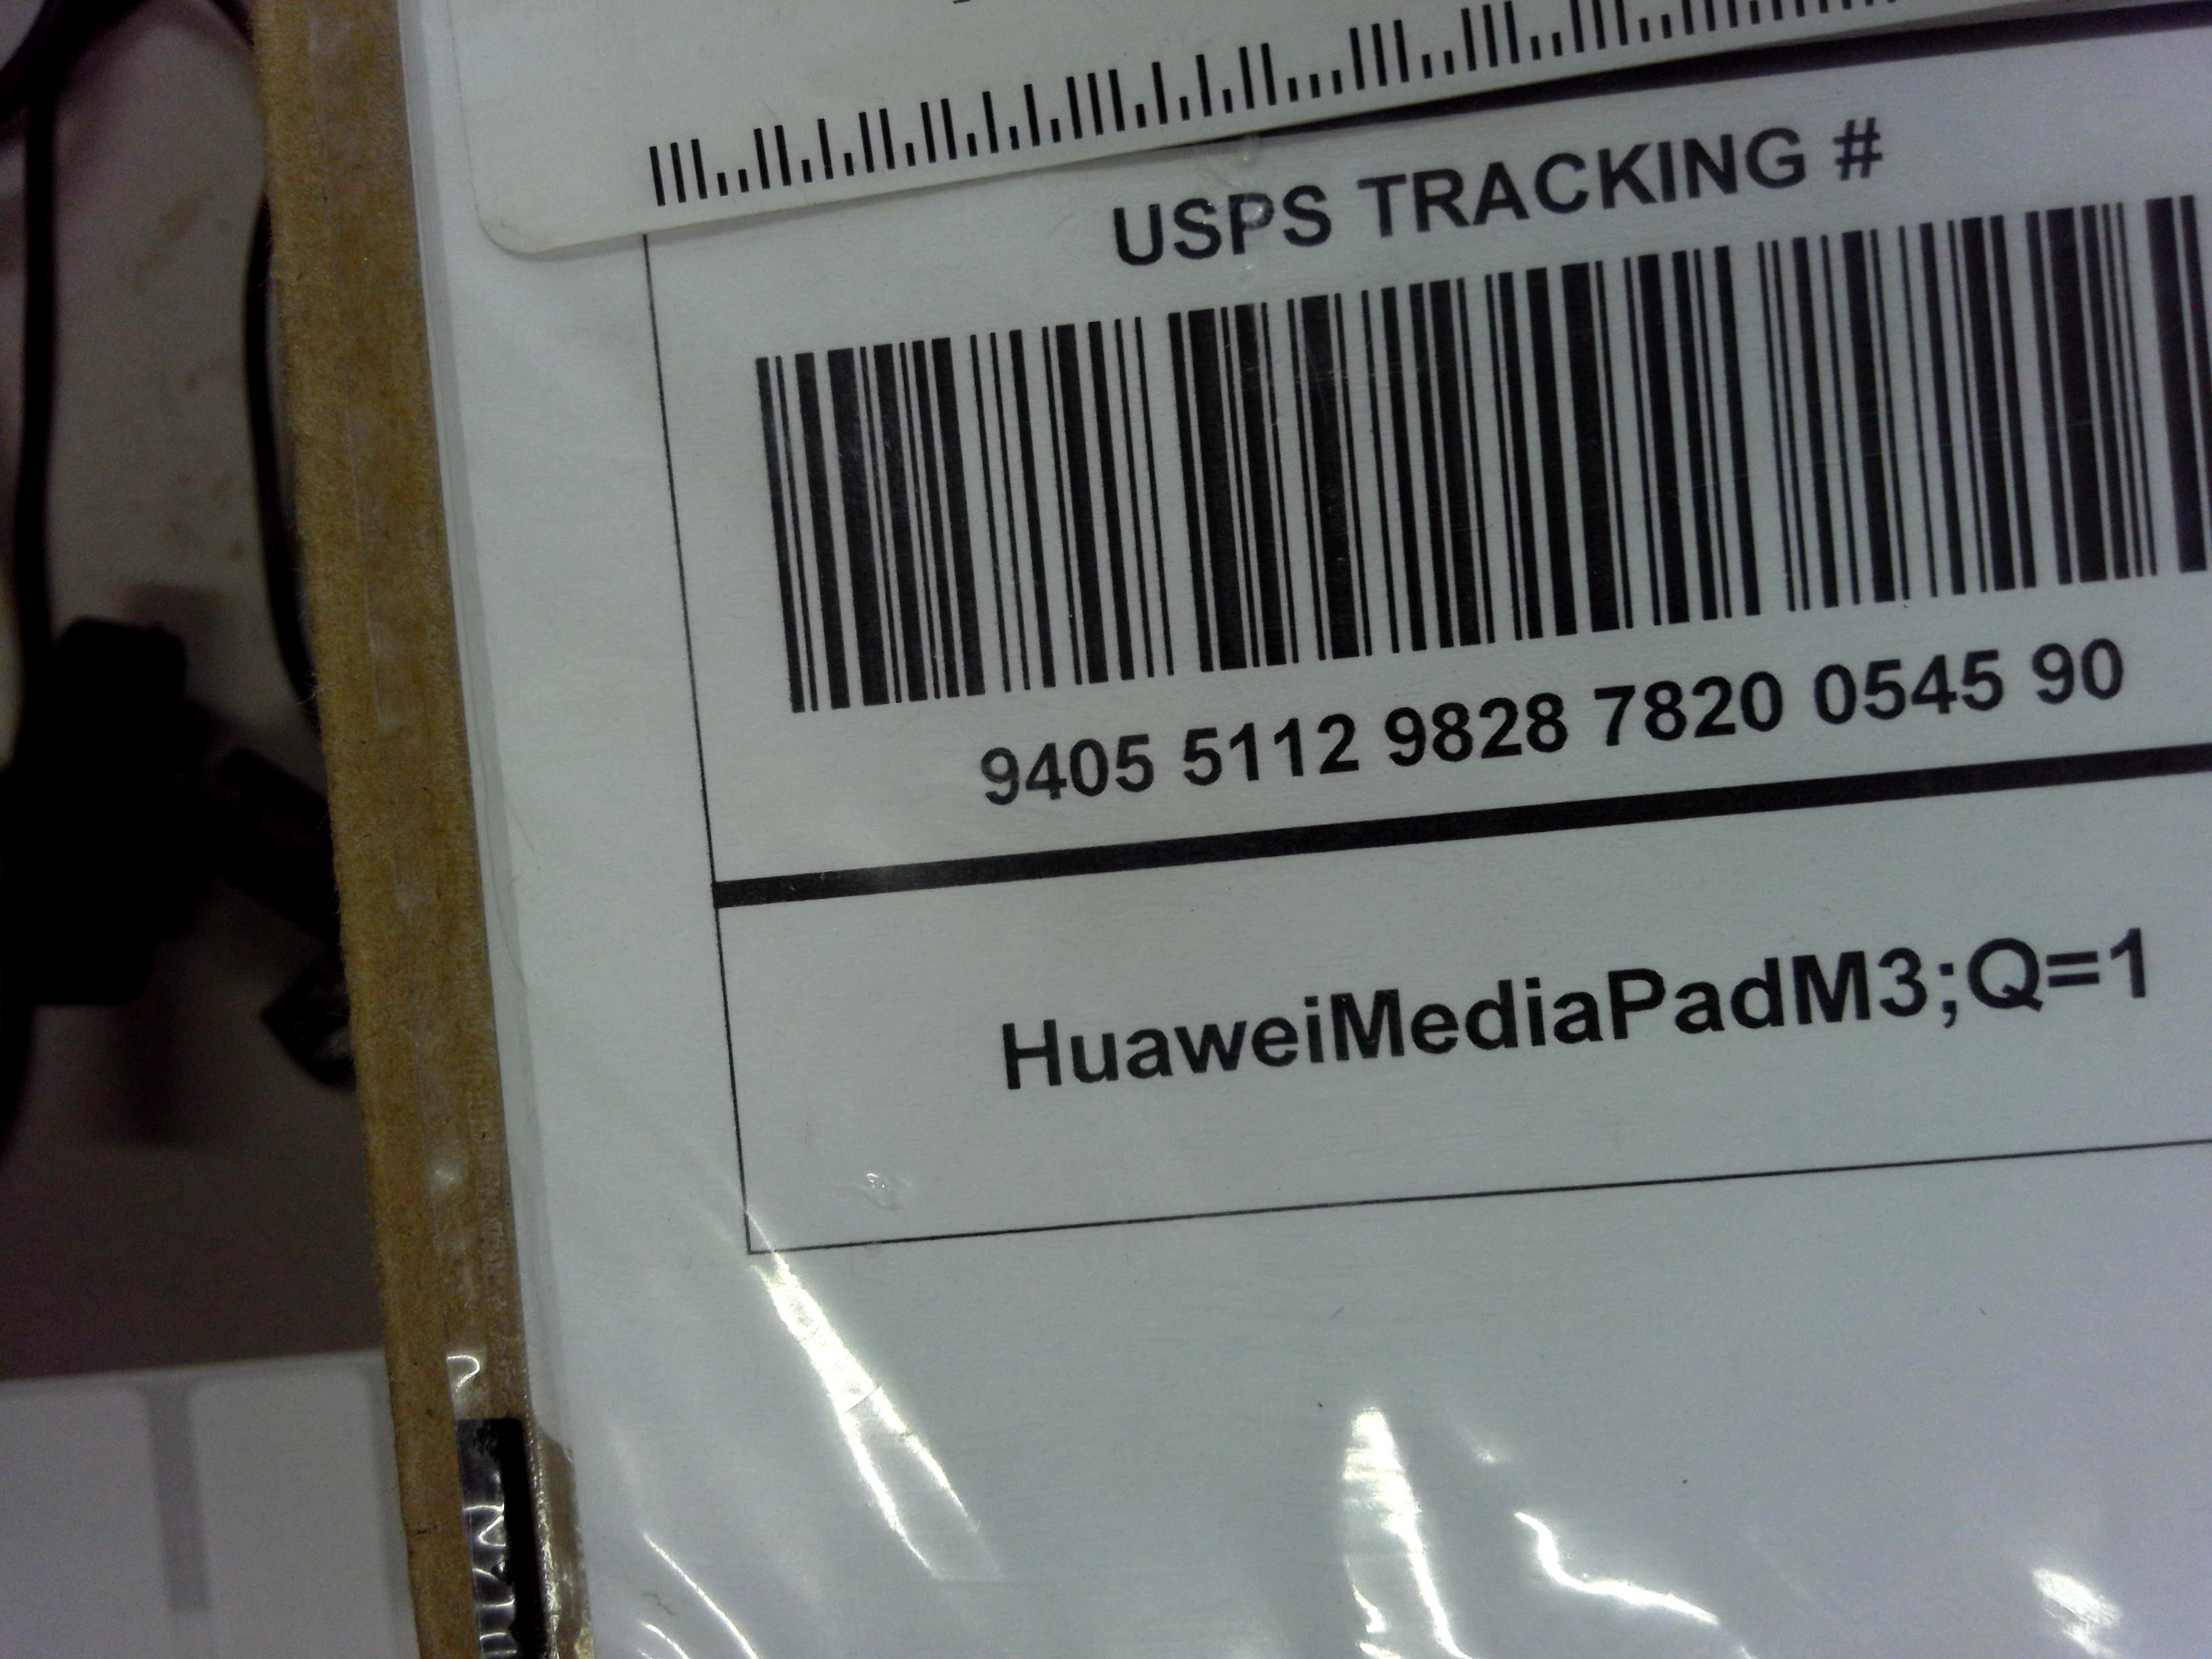 USPS TRACKING #
9405 5112 9828 7820 0545 90
HuaweiMediaPadM3;Q=1